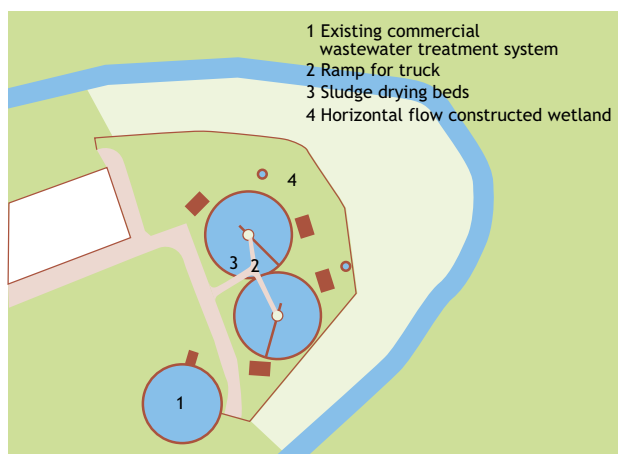 1 Existing commercial
wastewater treatment system
2 Ramp for truck
3 Sludge drying beds
4 Horizontal flow constructed wetland
4
3
2
1